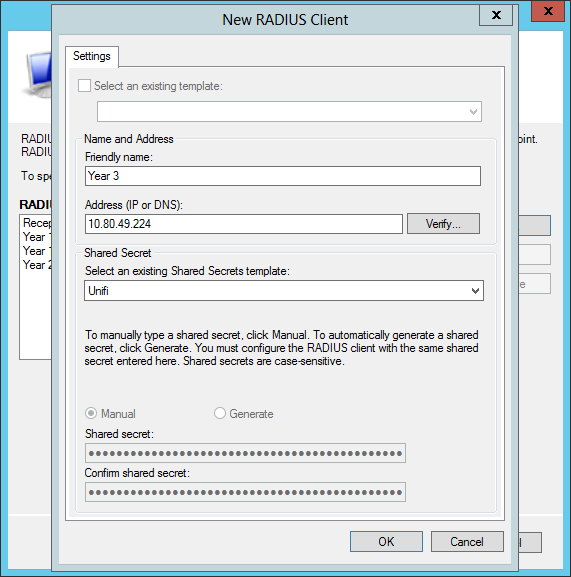 New RADIUS Client
x
x
Settings
Select an existing template:
Name and Address
RADIU
oint.
RADIU
Friendly name:
Year 3
To spe
Address (IP or DNS):
RADIU
10.80.49.224
Verify...
Recep
Year 1
Year 1
Year 2
Shared Secret
Select an existing Shared Secrets template:
Unifi
To manually type a shared secret, click Manual. To automatically generate a shared
secret, click Generate. You must configure the RADIUS client with the same shared
secret entered here. Shared secrets are case-sensitive.
Manual
Generate
Shared secret:
Confirm shared secret:
OK
Cancel